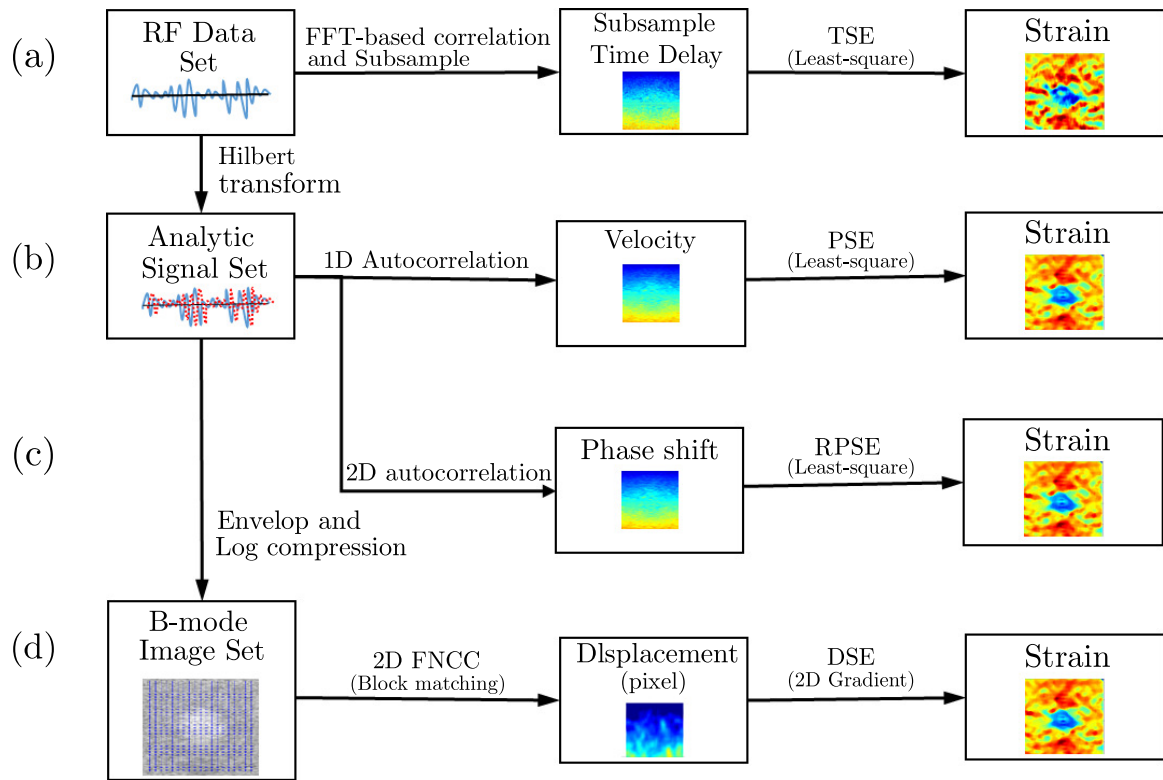 (a)
RF Data
Set
FFT-based correlation
and Subsample
Subsample
Time Delay
TSE
(Least-square)
Strain
Hilbert
transform
(b)
Analytic
Signal Set
1D Autocorrelation
Velocity
PSE
(Least-square)
Strain
(c)
2D autocorrelation
Phase shift
RPSE
(Least-square)
Strain
Envelop and
Log compression
(d)
B-mode
Image Set
2D FNCC
(Block matching)
DIsplacement
(pixel)
DSE
(2D Gradient)
Strain